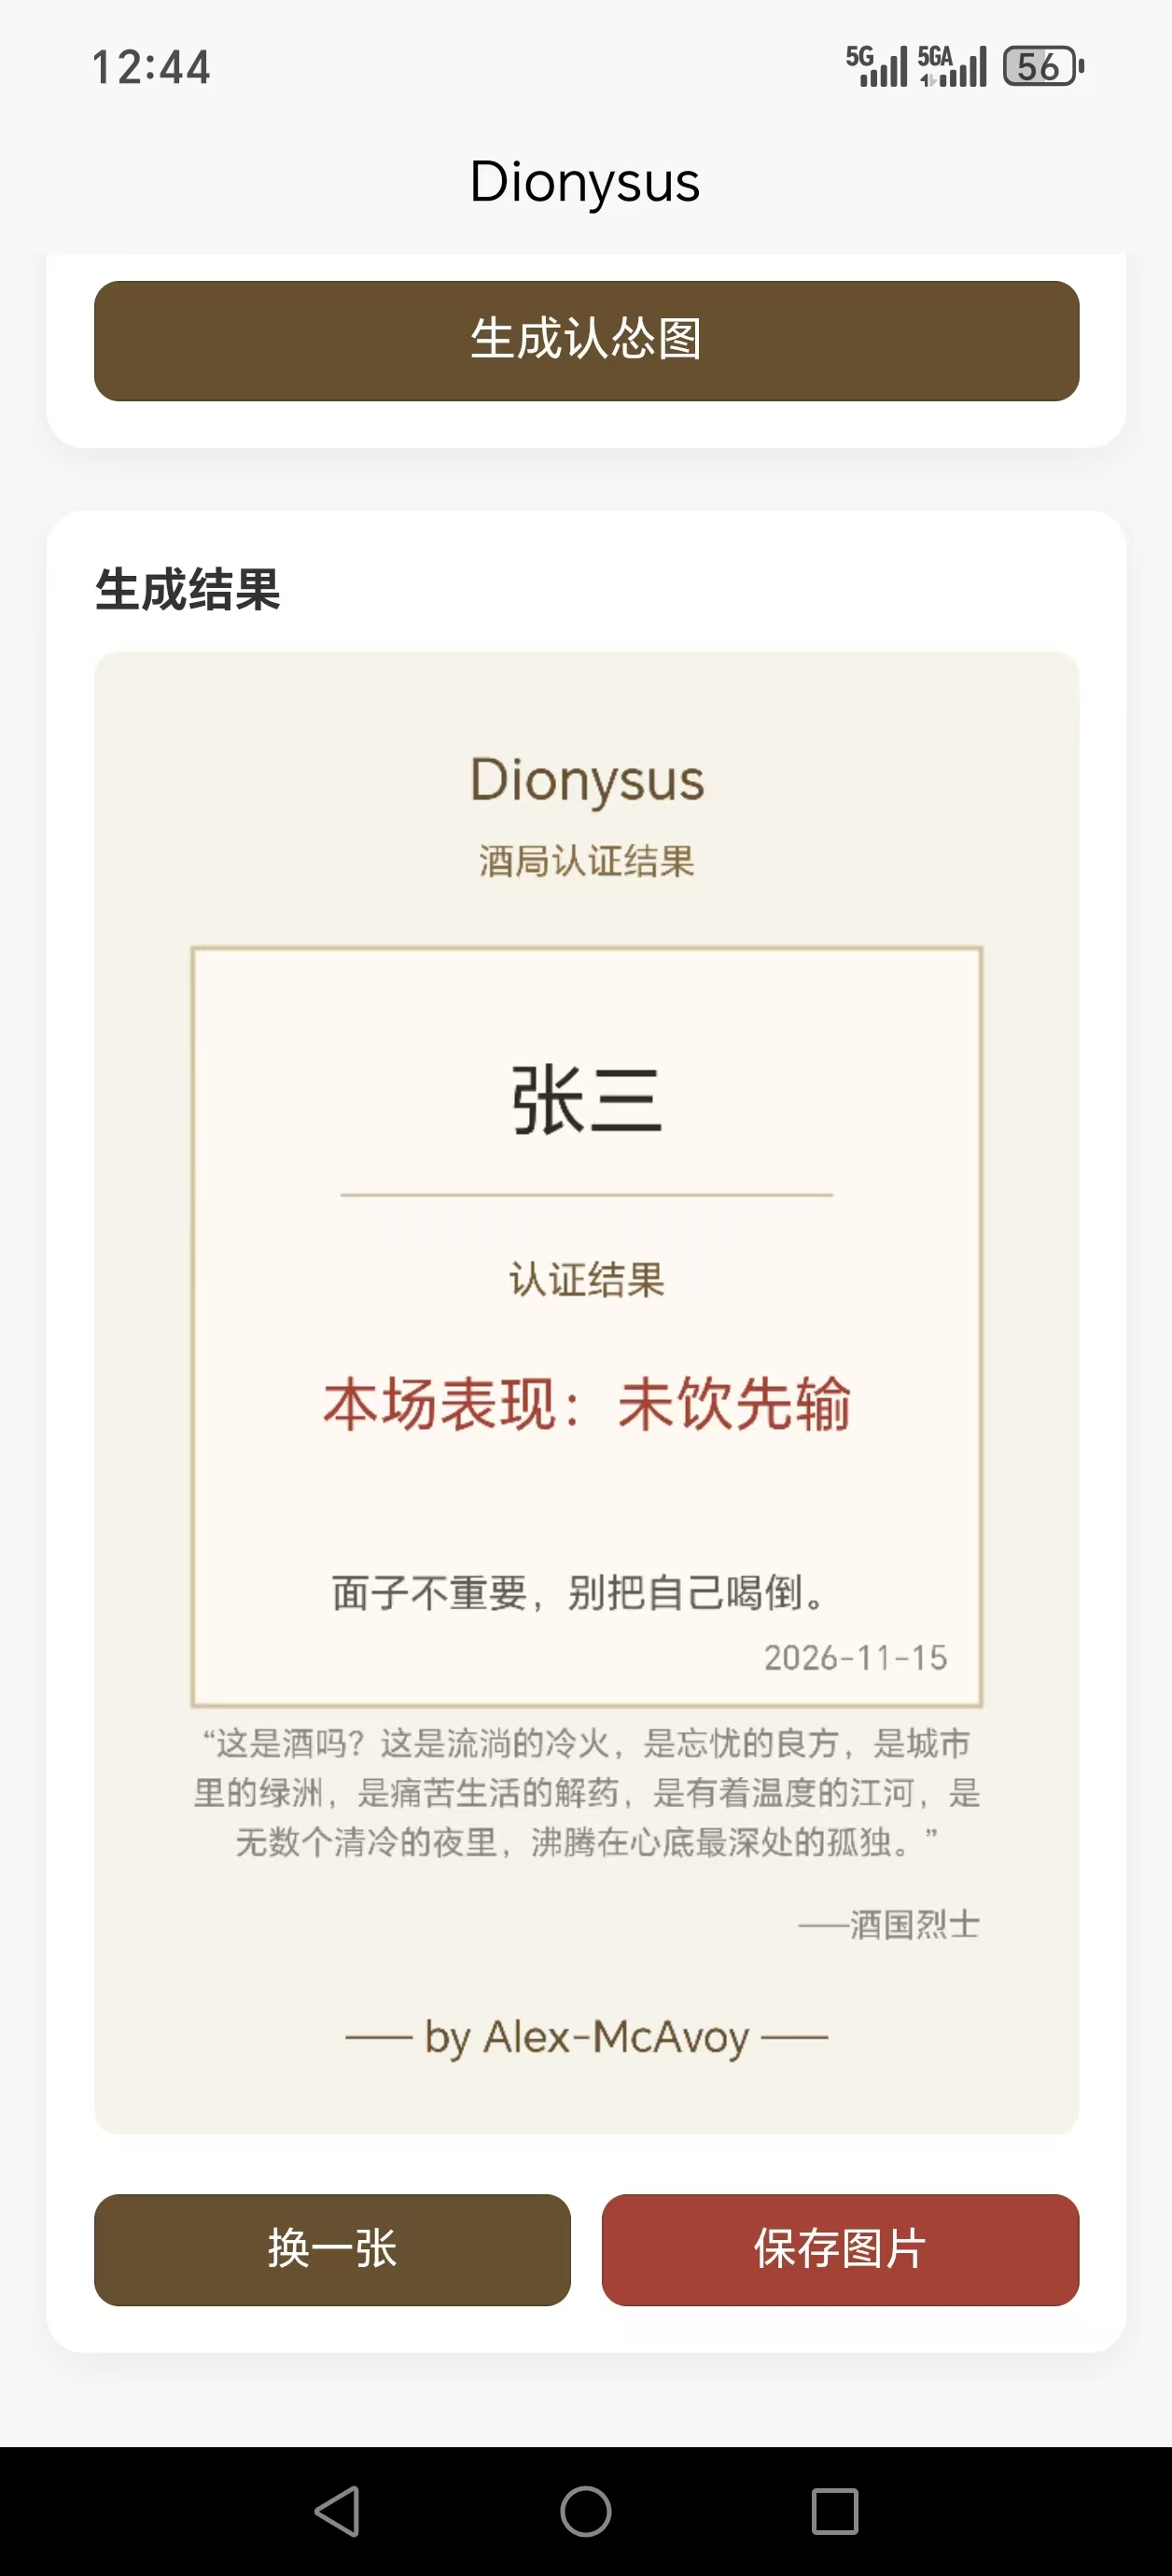 12:44
5G 5GA 56
Dionysus
生成认怂图
生成结果
Dionysus
酒局认证结果
张三
认证结果
本场表现：未饮先输
面子不重要，别把自己喝倒。
2026-11-15
“这是酒吗？这是流淌的冷火，是忘忧的良方，是城市
里的绿洲，是痛苦生活的解药，是有着温度的江河，是
无数个清冷的夜里，沸腾在心底最深处的孤独。”
——酒国烈士
—— by Alex-McAvoy ——
换一张
保存图片